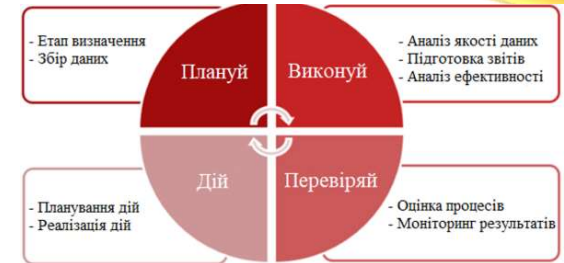 - Етап визначення
- Збір даних
Плануй
Виконуй
- Аналіз якості даних
- Підготовка звітів
- Аналіз ефективності
Дій
Перевіряй
- Планування дій
- Реалізація дій
- Оцінка процесів
- Моніторинг результатів